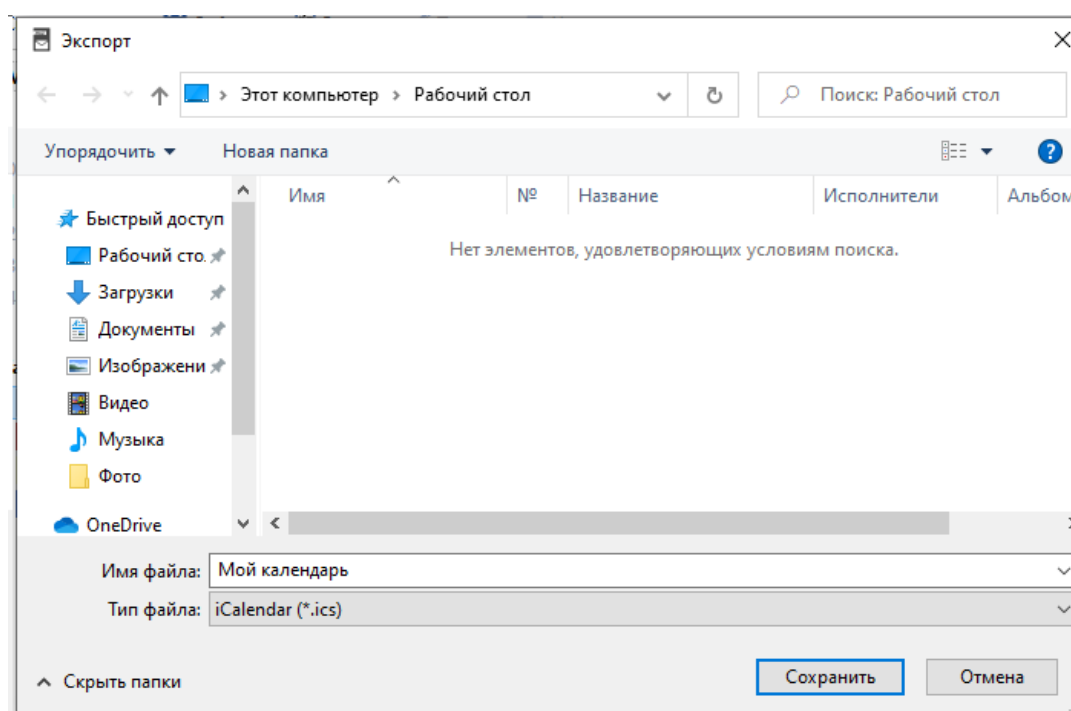 Экспорт
Этот компьютер › Рабочий стол
Поиск: Рабочий стол
Упорядочить
Новая папка
Имя
№
Название
Исполнители
Альбом
Быстрый доступ
Рабочий сто.
Загрузки
Документы
Изображени
Видео
Музыка
Фото
OneDrive
Нет элементов, удовлетворяющих условиям поиска.
Имя файла: Мой календарь
Тип файла: iCalendar (*.ics)
Скрыть папки
Сохранить
Отмена